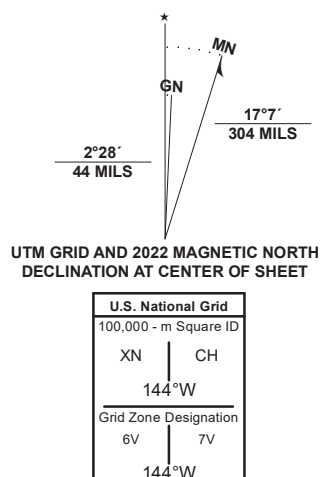 ★
MN
GN
17°7´
304 MILS
2°28´
44 MILS
UTM GRID AND 2022 MAGNETIC NORTH
DECLINATION AT CENTER OF SHEET
U.S. National Grid
100,000 - m Square ID
XN CH
144°W
Grid Zone Designation
6V 7V
144°W